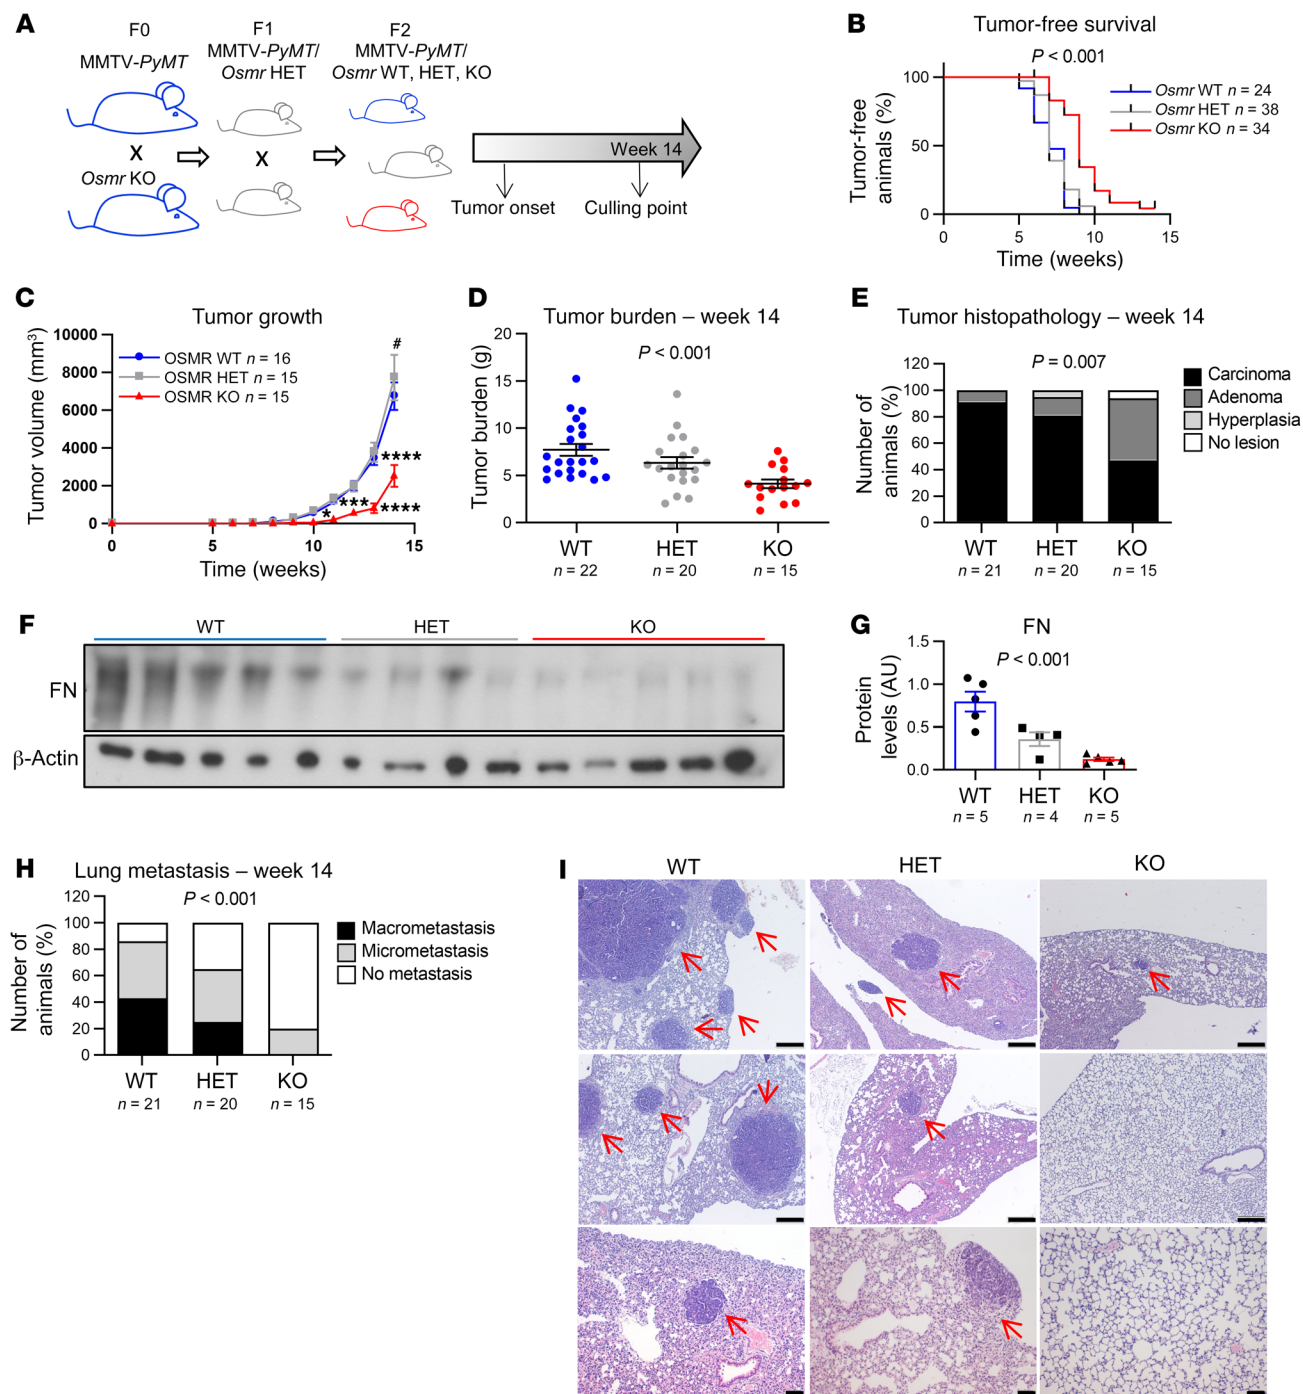 A
F0
MMTV-PyMT
F1
MMTV-PyMT/
Osmr HET
F2
MMTV-PyMT/
Osmr WT, HET, KO
X
X
Osmr KO
Week 14
Tumor onset
Culling point
B
Tumor-free survival
P < 0.001
Tumor-free
animals (%)
100
50
0
0
5
10
15
Time (weeks)
Osmr WT n = 24
Osmr HET n = 38
Osmr KO n = 34
C
Tumor growth
Tumor volume (mm³)
10000
8000
6000
4000
2000
0
0
5
10
15
Time (weeks)
OSMR WT n = 16
OSMR HET n = 15
OSMR KO n = 15
#
****
***
*
****
D
Tumor burden – week 14
P < 0.001
Tumor burden (g)
20
15
10
5
0
WT
HET
KO
n = 22
n = 20
n = 15
E
Tumor histopathology – week 14
P = 0.007
Number of
animals (%)
120
100
80
60
40
20
0
WT
HET
KO
n = 21
n = 20
n = 15
Carcinoma
Adenoma
Hyperplasia
No lesion
F
WT
HET
KO
FN
β-Actin
G
FN
P < 0.001
Protein
levels (AU)
1.5
1.0
0.5
0.0
WT
HET
KO
n = 5
n = 4
n = 5
H
Lung metastasis – week 14
P < 0.001
Number of
animals (%)
120
100
80
60
40
20
0
WT
HET
KO
n = 21
n = 20
n = 15
Macrometastasis
Micrometastasis
No metastasis
I
WT
HET
KO